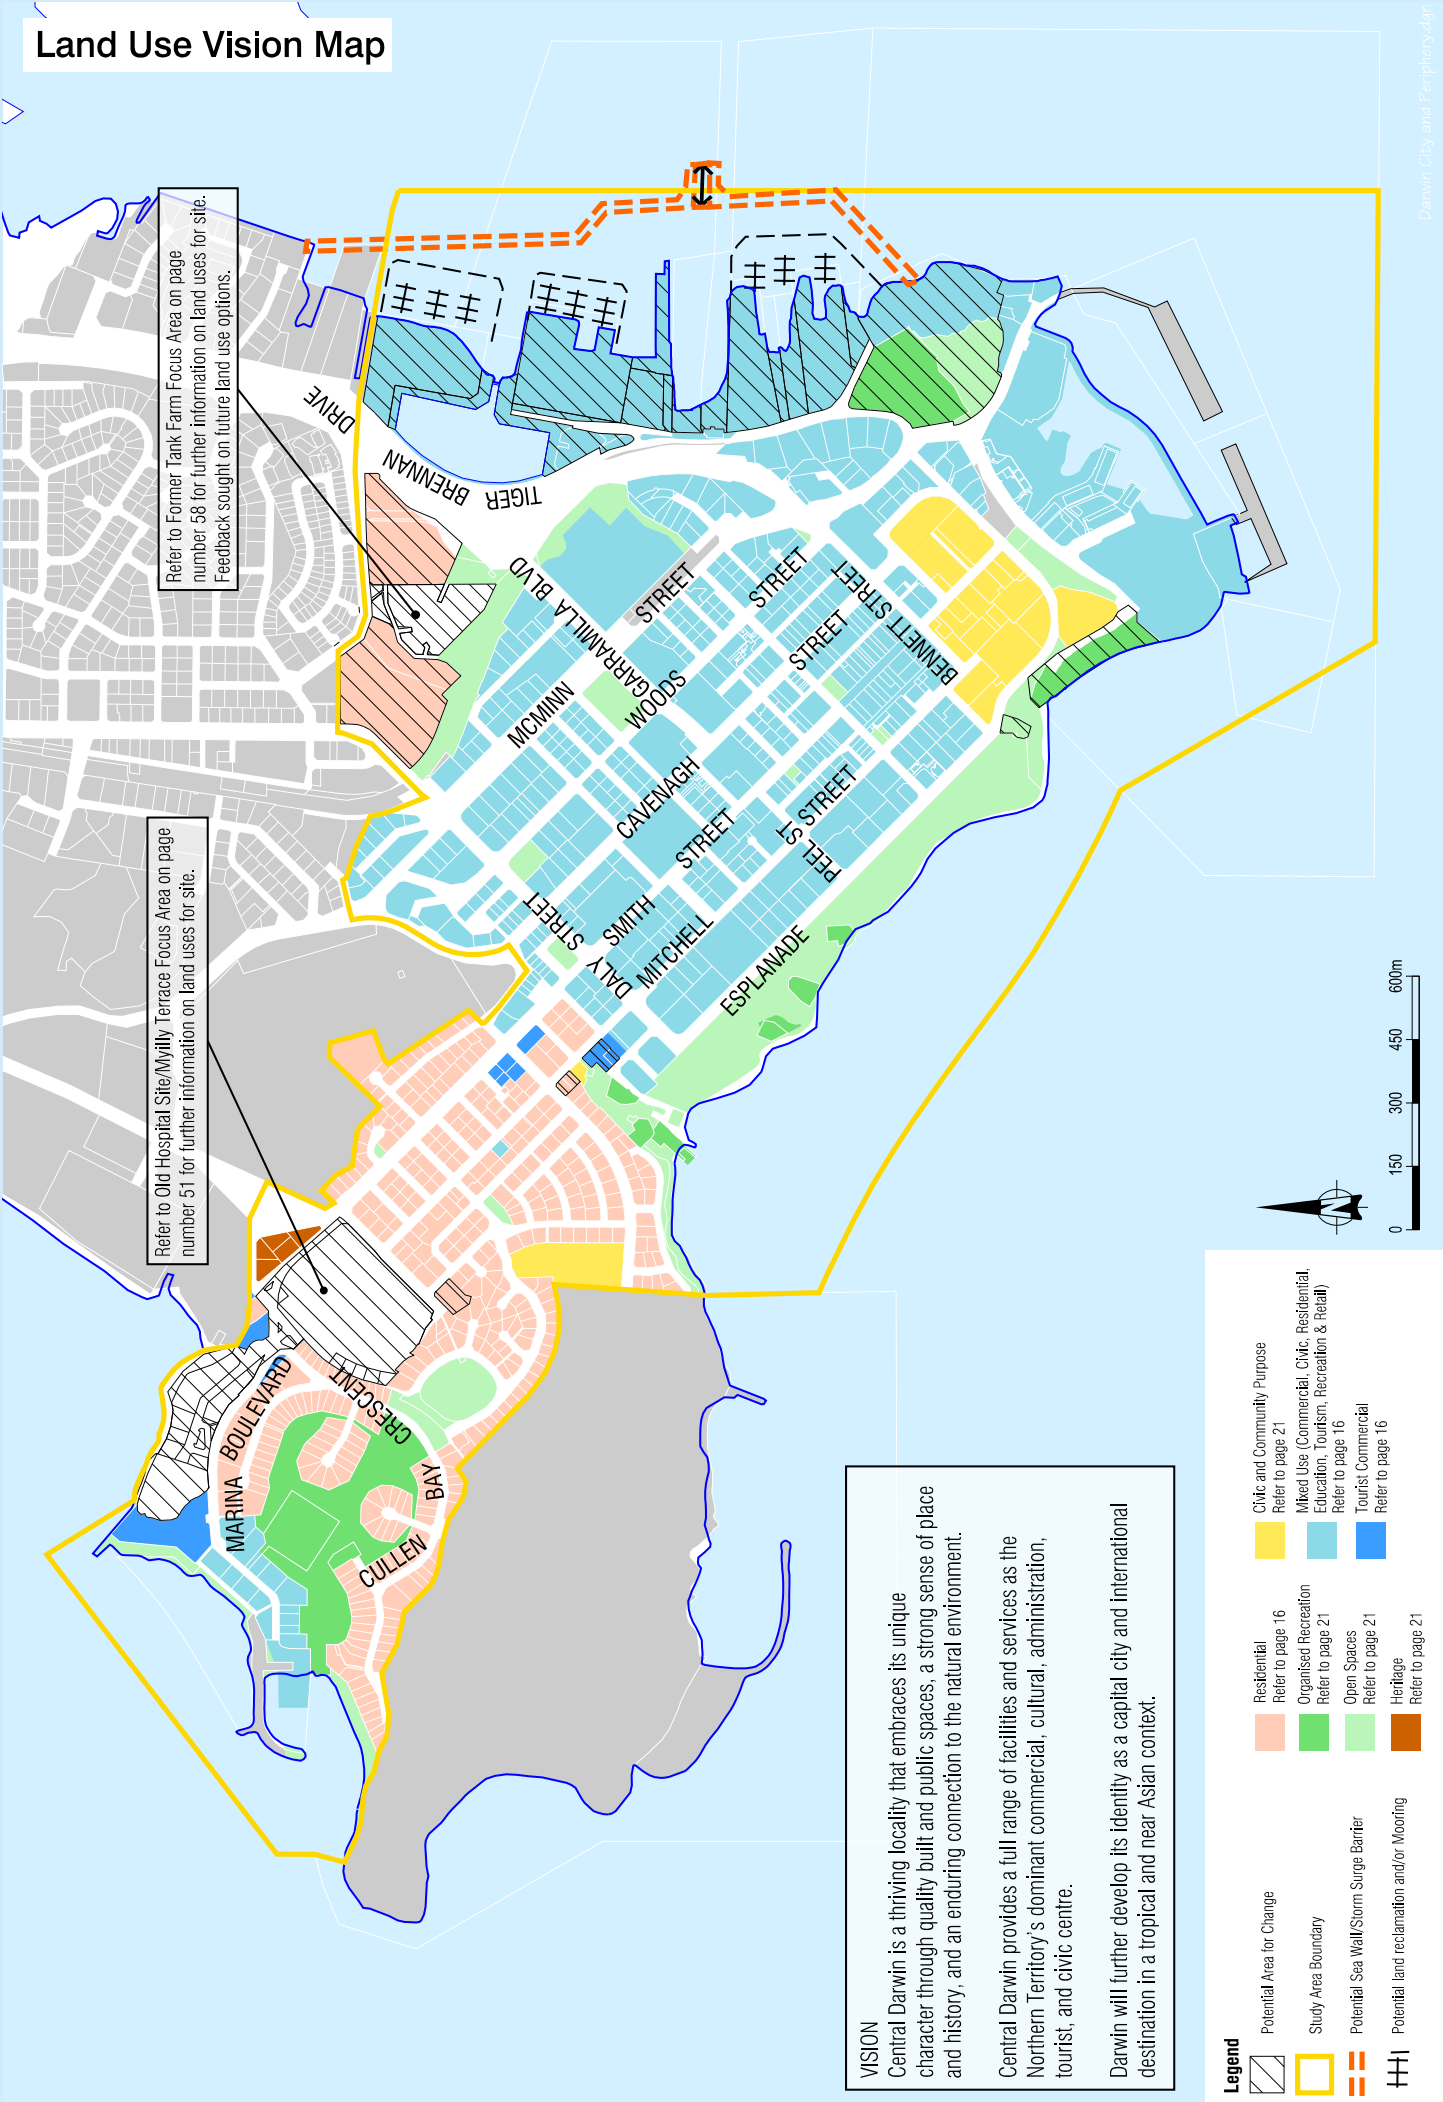 Land Use Vision Map
Refer to Former Tank Farm Focus Area on page
number 58 for further information on land uses for site.
Feedback sought on future land use options.
Refer to Old Hospital Site/Myilly Terrace Focus Area on page
number 51 for further information on land uses for site.
TIGER BRENNAN DRIVE
GARRAMILLA BLVD
MCMINN STREET
WOODS STREET
CAVENAGH STREET
SMITH STREET
MITCHELL STREET
BENNETT STREET
PEEL ST
DALY STREET
ESPLANADE
MARINA BOULEVARD
CULLEN BAY CRESCENT
VISION
Central Darwin is a thriving locality that embraces its unique
character through quality built and public spaces, a strong sense of place
and history, and an enduring connection to the natural environment.
Central Darwin provides a full range of facilities and services as the
Northern Territory's dominant commercial, cultural, administration,
tourist, and civic centre.
Darwin will further develop its identity as a capital city and international
destination in a tropical and near Asian context.
Legend
Potential Area for Change
Study Area Boundary
Potential Sea Wall/Storm Surge Barrier
Potential land reclamation and/or Mooring
Residential
Refer to page 16
Organised Recreation
Refer to page 21
Open Spaces
Refer to page 21
Heritage
Refer to page 21
Civic and Community Purpose
Refer to page 21
Mixed Use (Commercial, Civic, Residential,
Education, Tourism, Recreation & Retail)
Refer to page 16
Tourist Commercial
Refer to page 16
N
0 150 300 450 600m
Darwin City and Periphery.dgn